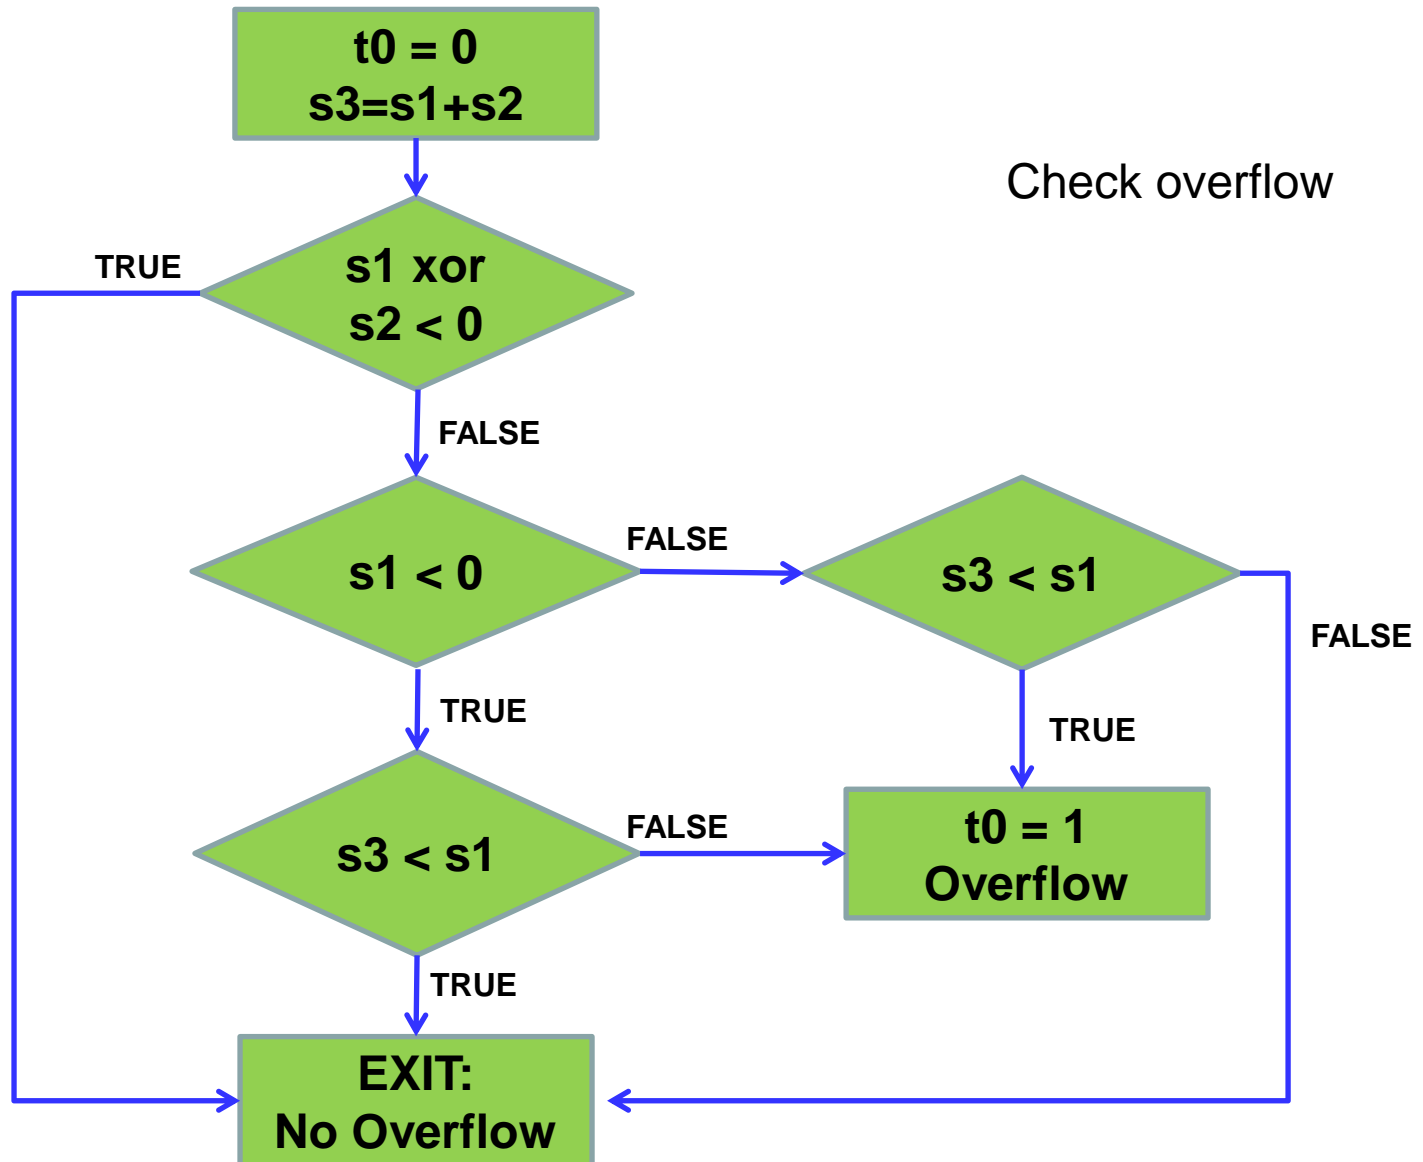 t0 = 0
s3=s1+s2
Check overflow
TRUE
s1 xor
s2 < 0
FALSE
s1 < 0
FALSE
s3 < s1
FALSE
TRUE
TRUE
s3 < s1
FALSE
t0 = 1
Overflow
TRUE
EXIT:
No Overflow